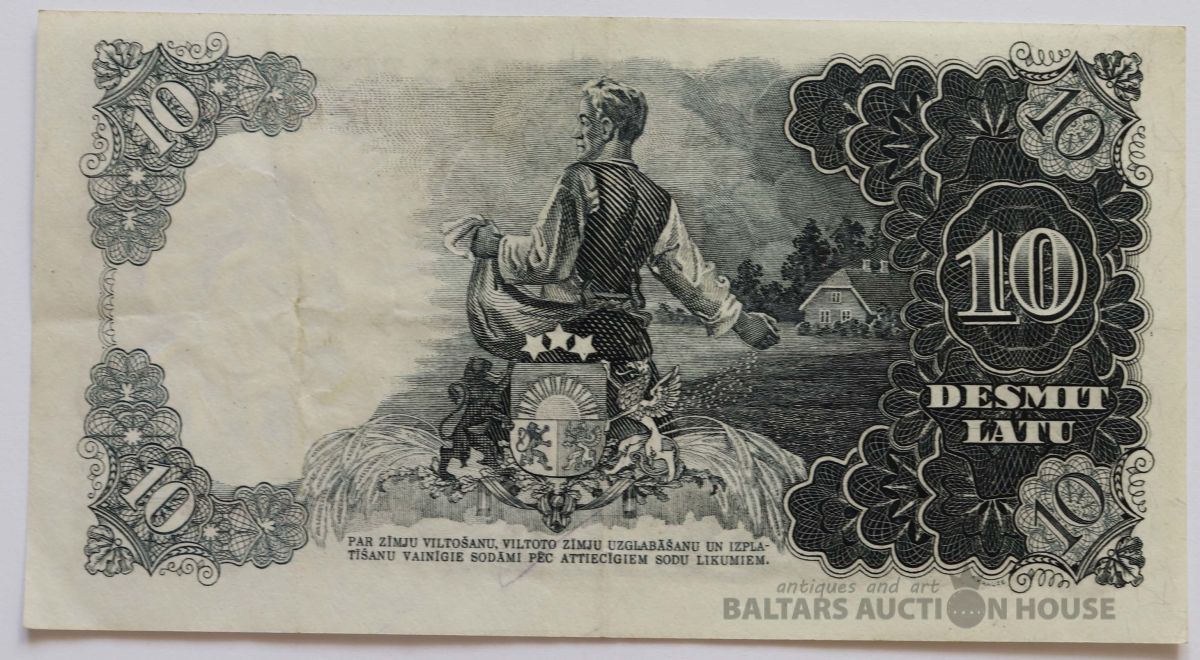 10
10
10
DESMIT
LATU
10
10
PAR ZĪMJU VILTOŠANU, VILTOTO ZĪMJU UZGLABĀŠANU UN IZPLA-
TĪŠANU VAINĪGIE SODĀMI PĒC ATTIECĪGIEM SODU LIKUMIEM.
antiques and art
BALTARS AUCTION HOUSE